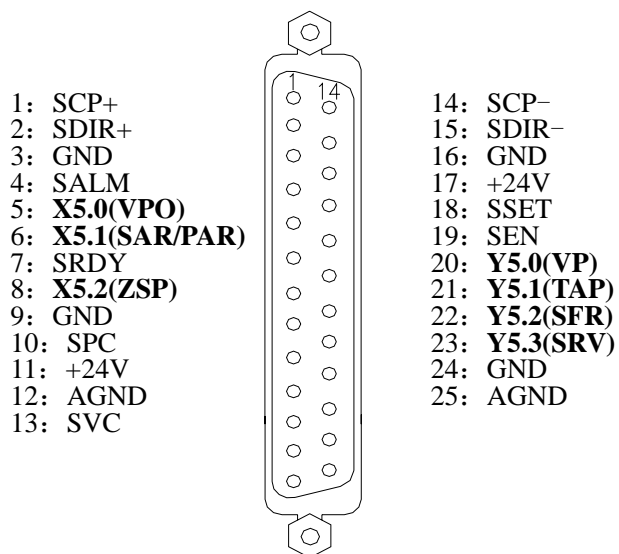 1 14
1：SCP+
2：SDIR+
3：GND
4：SALM
5：X5.0(VPO)
6：X5.1(SAR/PAR)
7：SRDY
8：X5.2(ZSP)
9：GND
10：SPC
11：+24V
12：AGND
13：SVC
14：SCP−
15：SDIR−
16：GND
17：+24V
18：SSET
19：SEN
20：Y5.0(VP)
21：Y5.1(TAP)
22：Y5.2(SFR)
23：Y5.3(SRV)
24：GND
25：AGND